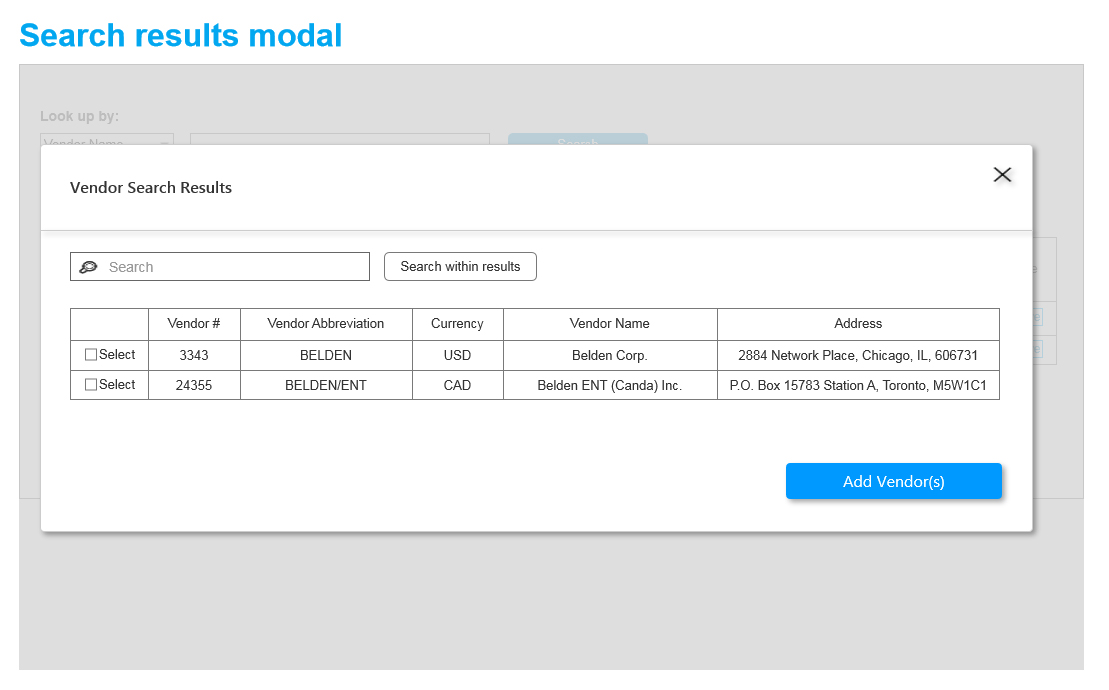 Search results modal
Look up by:
Vendor Name
Search
Vendor Search Results
Search
Search within results
Vendor # Vendor Abbreviation Currency Vendor Name Address
Select 3343 BELDEN USD Belden Corp. 2884 Network Place, Chicago, IL, 606731
Select 24355 BELDEN/ENT CAD Belden ENT (Canda) Inc. P.O. Box 15783 Station A, Toronto, M5W1C1
Add Vendor(s)